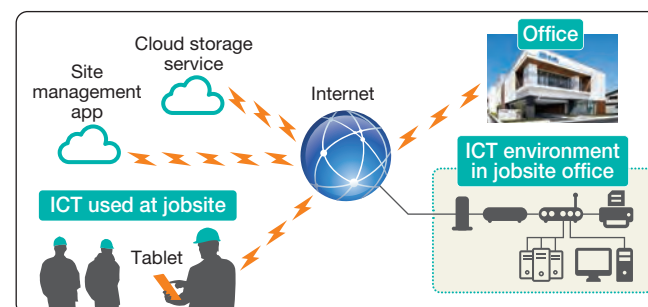 Cloud storage
service
Site
management
app
Internet
Office
ICT environment
in jobsite office
ICT used at jobsite
Tablet